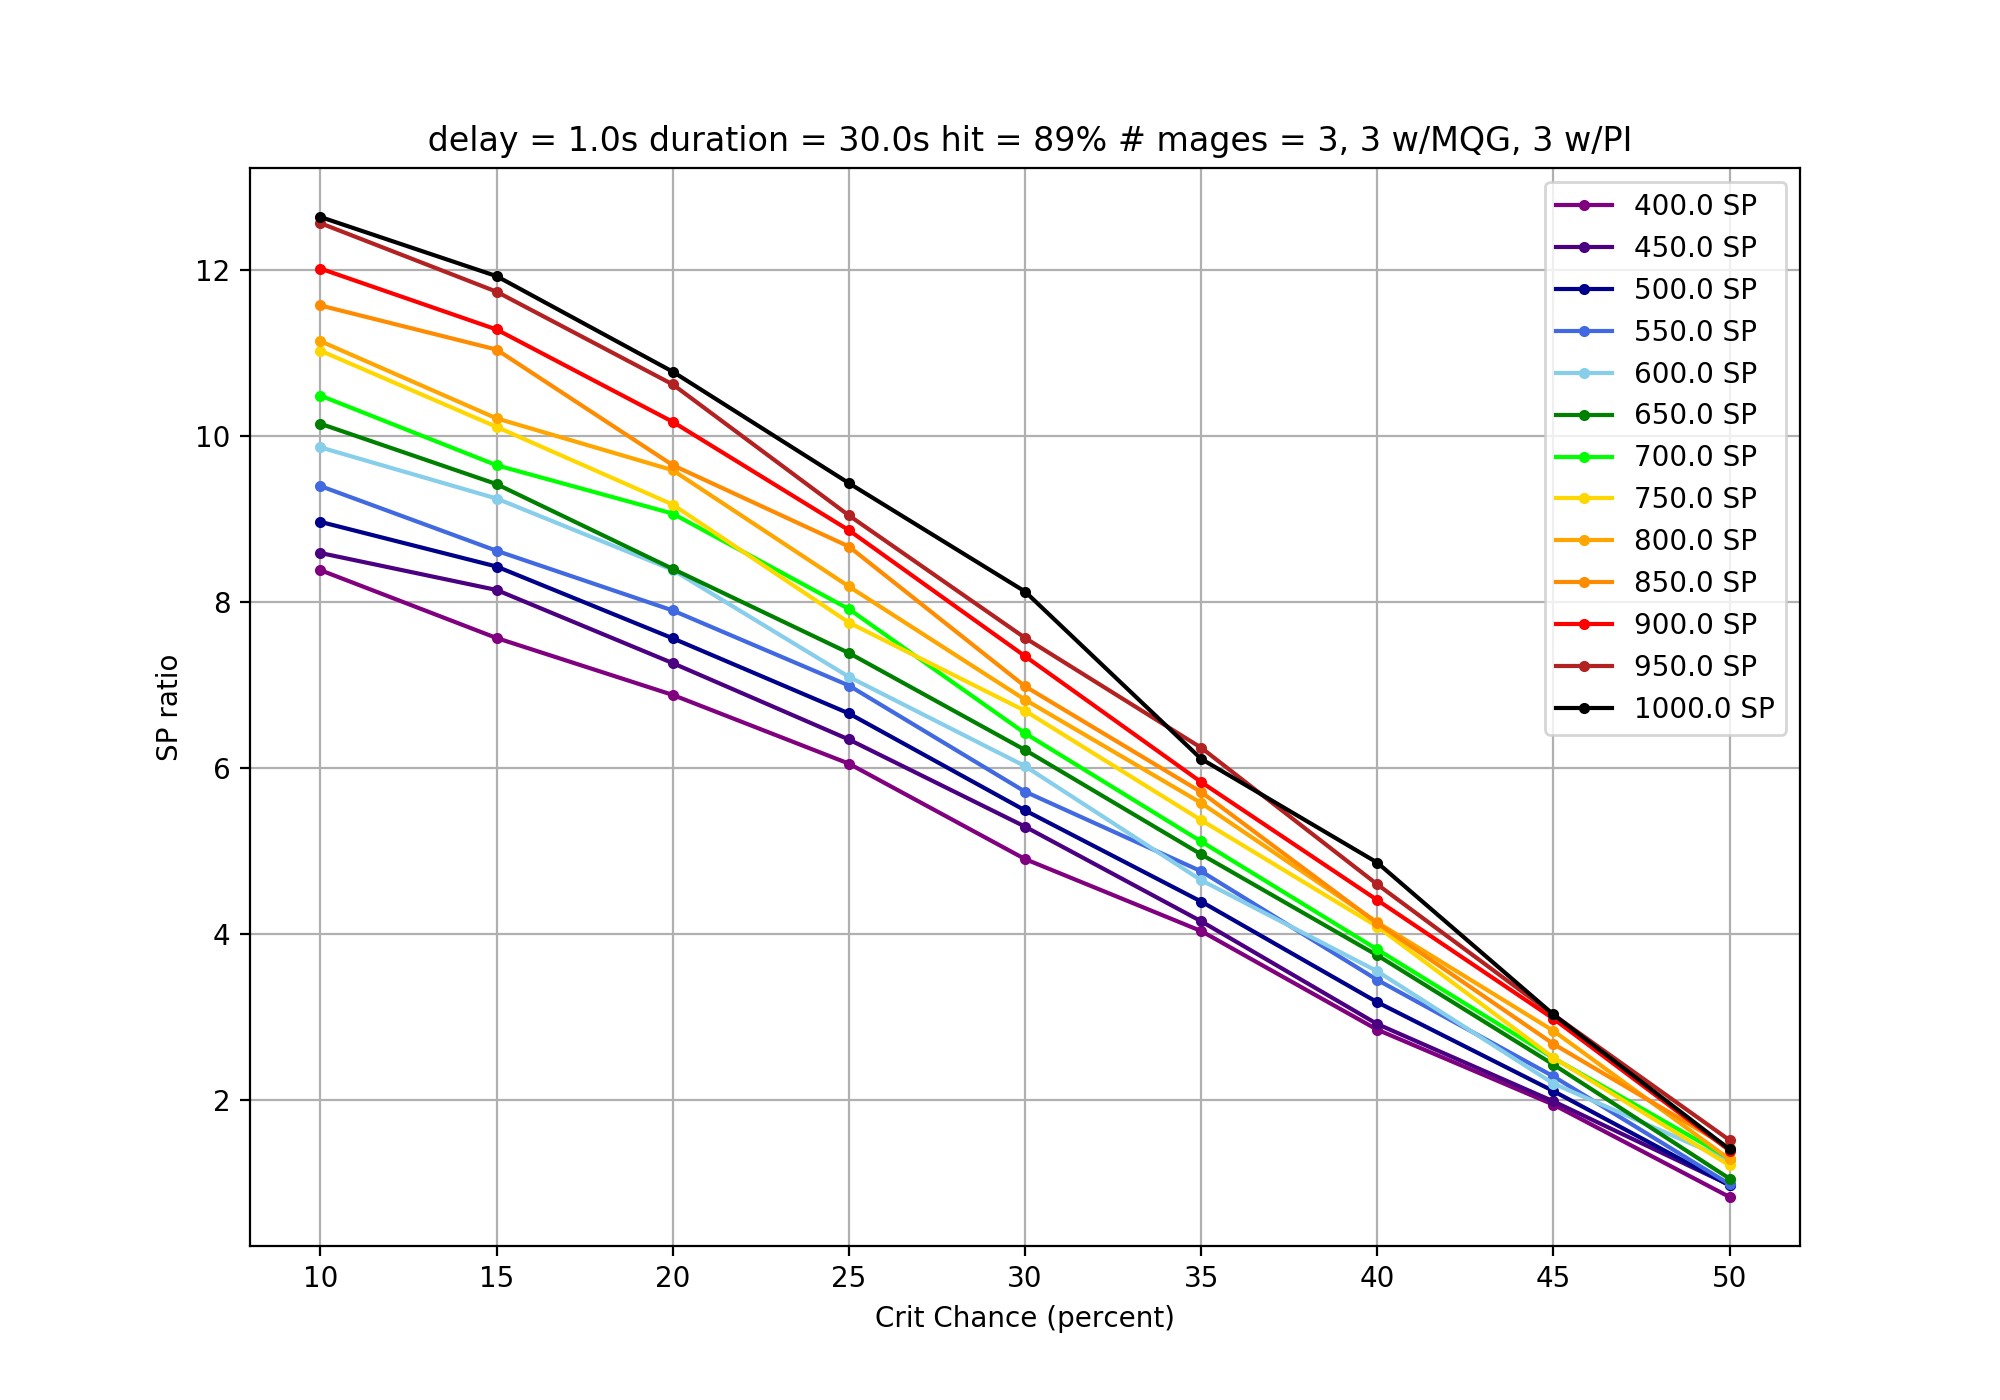 delay = 1.0s duration = 30.0s hit = 89% # mages = 3, 3 w/MQG, 3 w/PI
400.0 SP
450.0 SP
500.0 SP
550.0 SP
600.0 SP
650.0 SP
700.0 SP
750.0 SP
800.0 SP
850.0 SP
900.0 SP
950.0 SP
1000.0 SP
12
10
8
6
4
2
SP ratio
10 15 20 25 30 35 40 45 50
Crit Chance (percent)